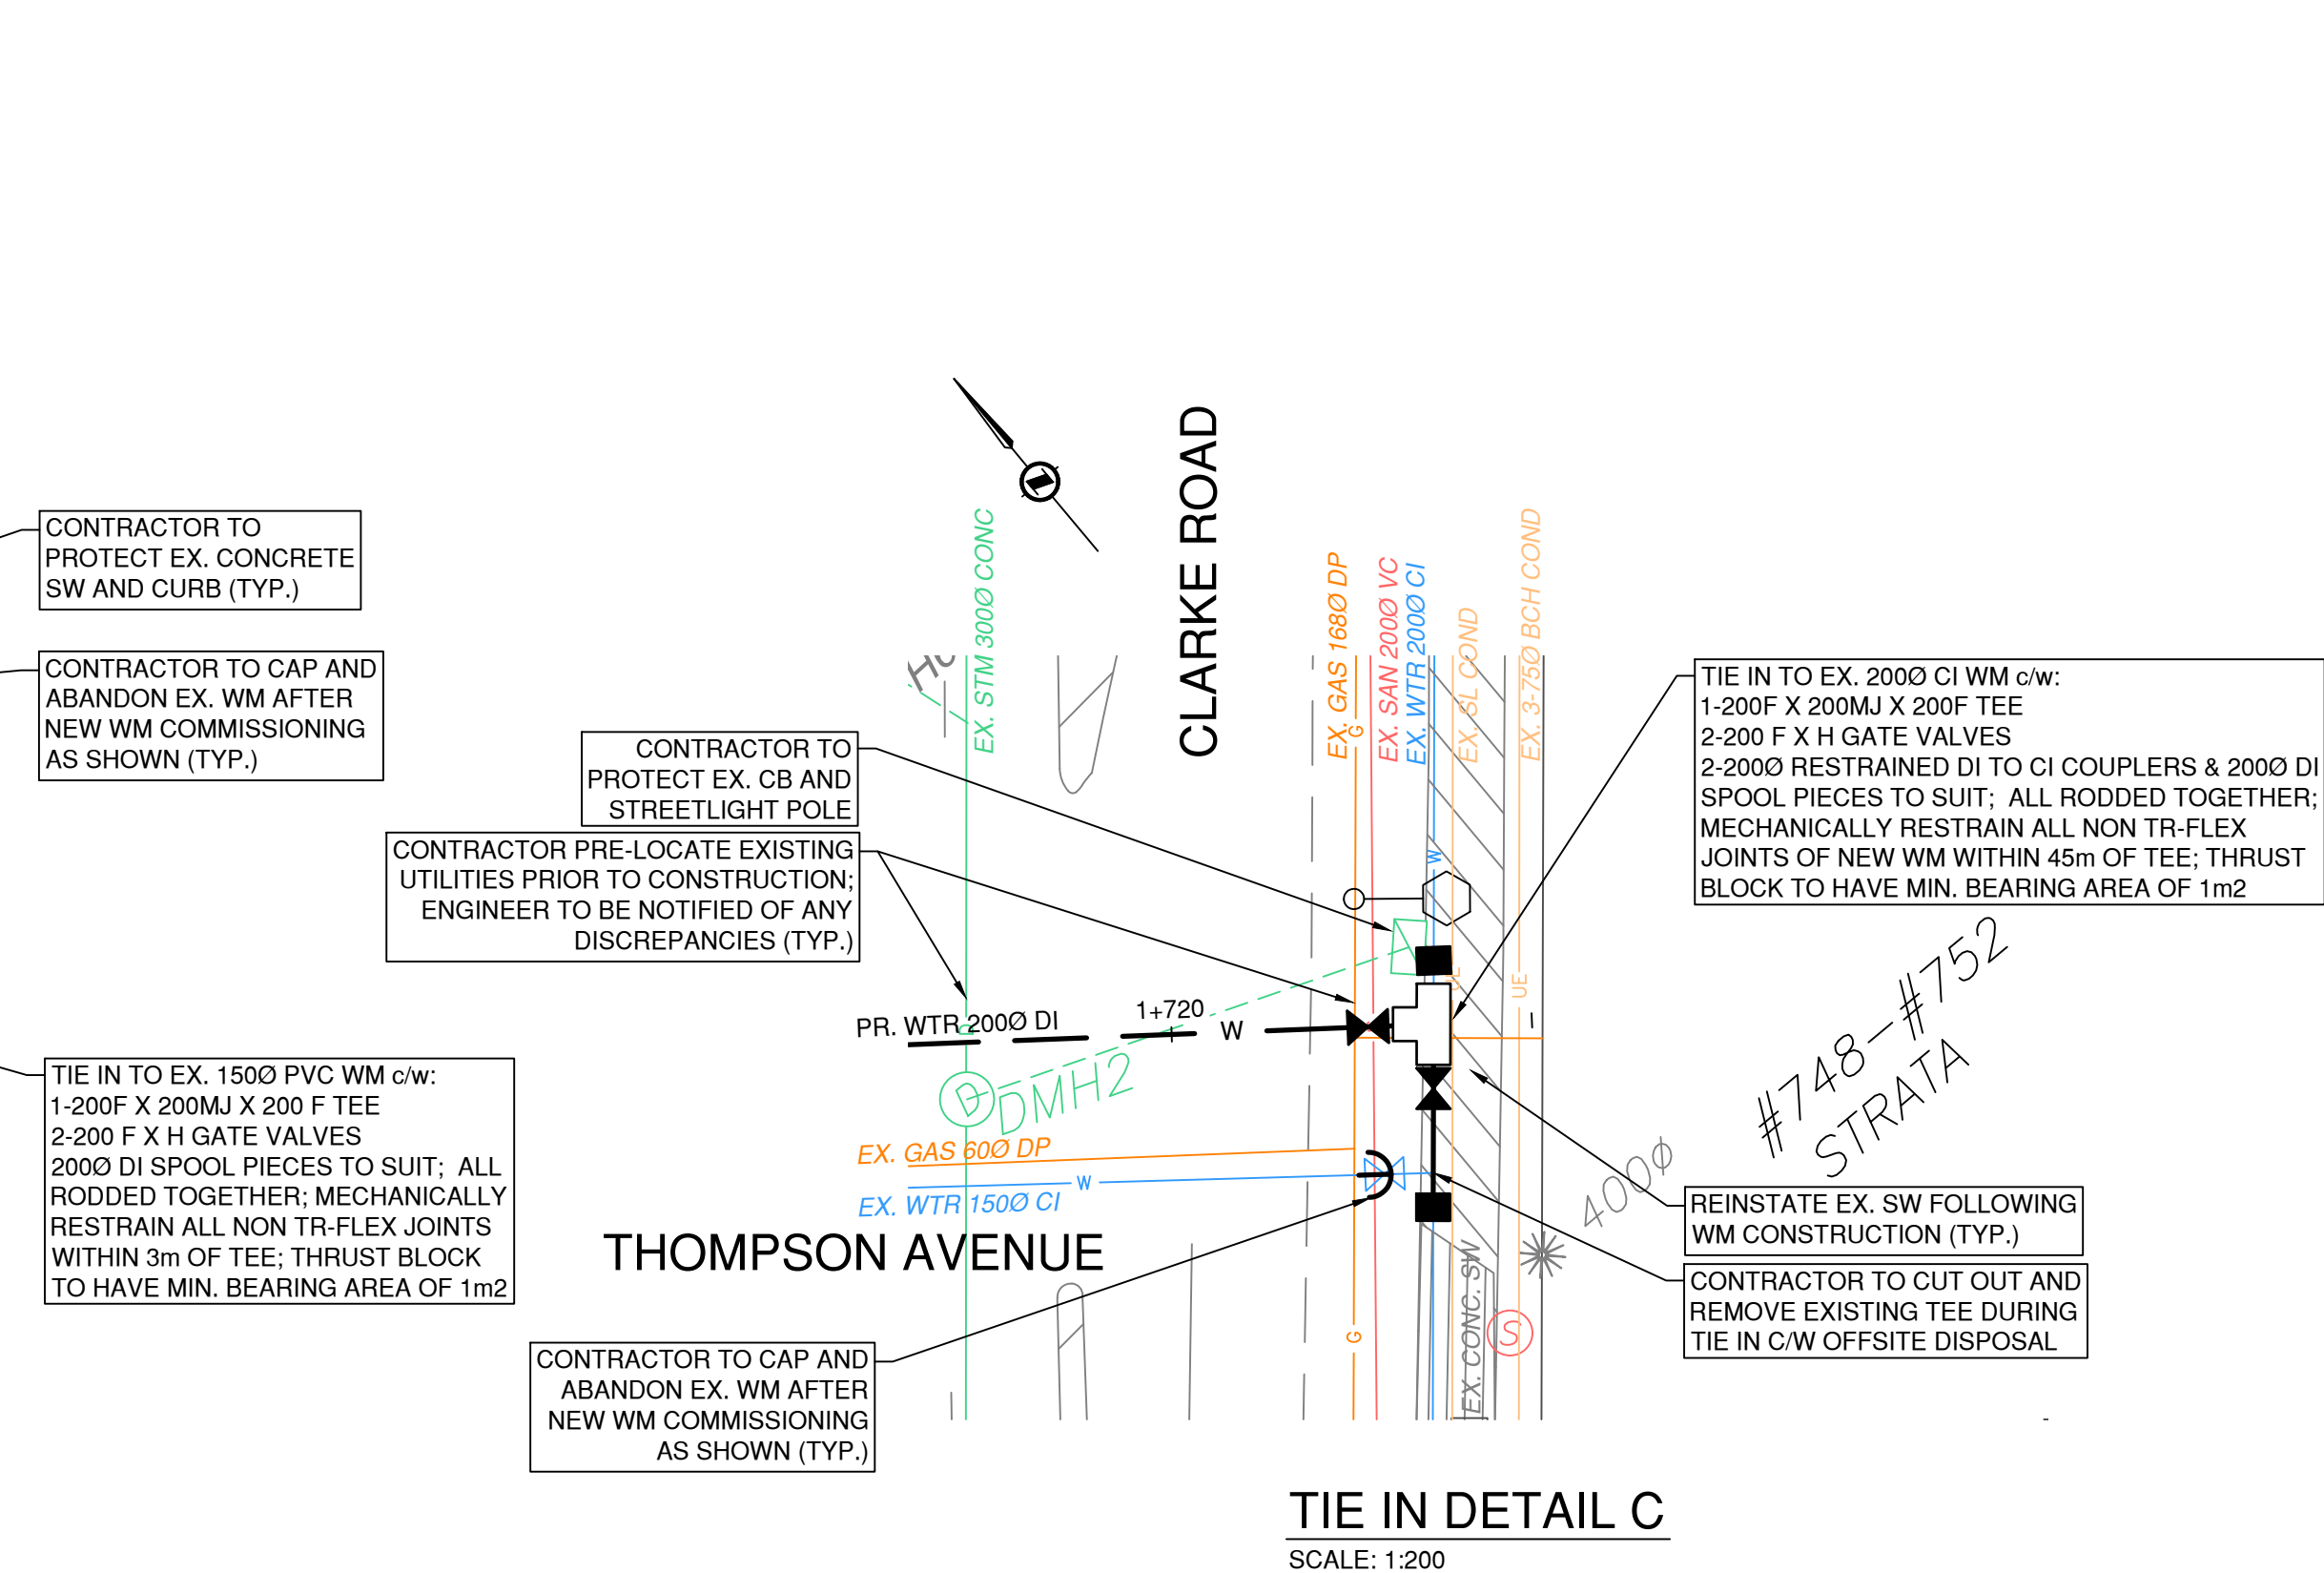 CLARKE ROAD
CONTRACTOR TO
PROTECT EX. CONCRETE
SW AND CURB (TYP.)
CONTRACTOR TO CAP AND
ABANDON EX. WM AFTER
NEW WM COMMISSIONING
AS SHOWN (TYP.)
TIE IN TO EX. 150Ø PVC WM c/w:
1-200F X 200MJ X 200 F TEE
2-200 F X H GATE VALVES
200Ø DI SPOOL PIECES TO SUIT; ALL
RODDED TOGETHER; MECHANICALLY
RESTRAIN ALL NON TR-FLEX JOINTS
WITHIN 3m OF TEE; THRUST BLOCK
TO HAVE MIN. BEARING AREA OF 1m2
CONTRACTOR TO
PROTECT EX. CB AND
STREETLIGHT POLE
CONTRACTOR PRE-LOCATE EXISTING
UTILITIES PRIOR TO CONSTRUCTION;
ENGINEER TO BE NOTIFIED OF ANY
DISCREPANCIES (TYP.)
EX. STM 300Ø CONC
EX. GAS 168Ø DP
EX. SAN 200Ø VC
EX. WTR 200Ø CI
EX. SL COND
EX. 3-75Ø BCH COND
G
W
UE
UE
D
PR. WTR 200Ø DI
1+720
W
D
DMH2
EX. GAS 60Ø DP
W
EX. WTR 150Ø CI
THOMPSON AVENUE
G
S
EX. CONC. SW
TIE IN TO EX. 200Ø CI WM c/w:
1-200F X 200MJ X 200F TEE
2-200 F X H GATE VALVES
2-200Ø RESTRAINED DI TO CI COUPLERS & 200Ø DI
SPOOL PIECES TO SUIT; ALL RODDED TOGETHER;
MECHANICALLY RESTRAIN ALL NON TR-FLEX
JOINTS OF NEW WM WITHIN 45m OF TEE; THRUST
BLOCK TO HAVE MIN. BEARING AREA OF 1m2
#748-#752
STRATA
400ø
REINSTATE EX. SW FOLLOWING
WM CONSTRUCTION (TYP.)
CONTRACTOR TO CUT OUT AND
REMOVE EXISTING TEE DURING
TIE IN C/W OFFSITE DISPOSAL
CONTRACTOR TO CAP AND
ABANDON EX. WM AFTER
NEW WM COMMISSIONING
AS SHOWN (TYP.)
TIE IN DETAIL C
SCALE: 1:200